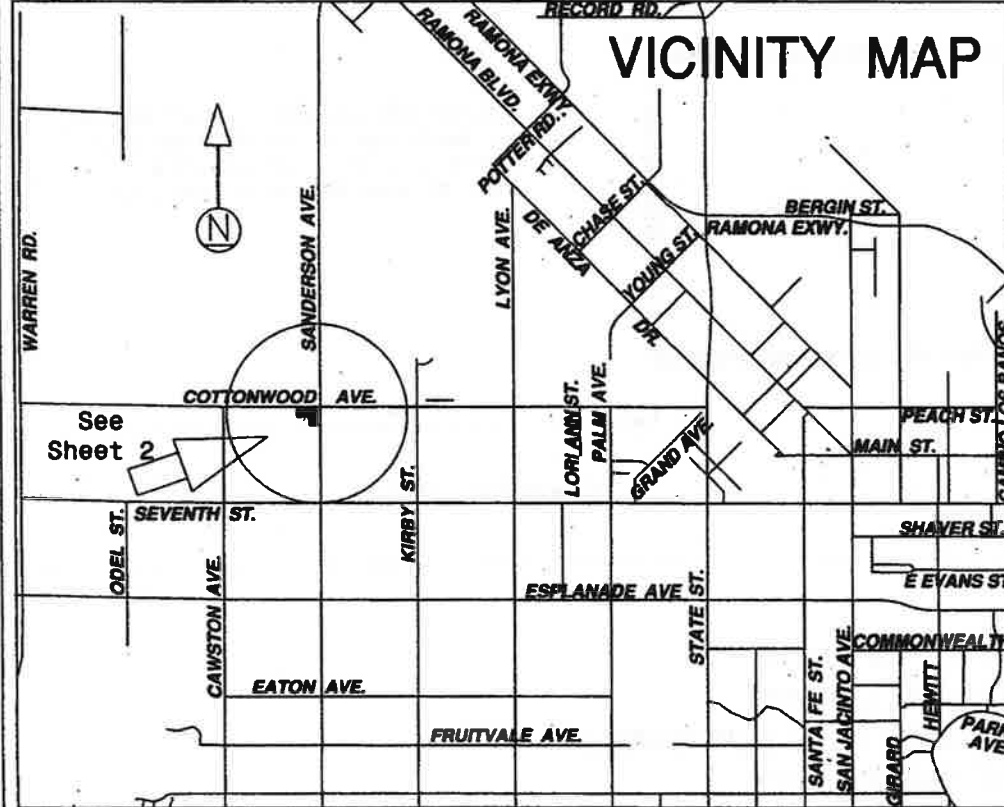 RECORD RD.
VICINITY MAP
RAMONA EXWY.
RAMONA BLVD.
POTTER RD.
CHASE ST.
DE ANZA
DR.
YOUNG ST.
BERGIN ST.
RAMONA EXWY.
N
WARREN RD.
SANDERSON AVE.
LYON AVE.
COTTONWOOD AVE.
See
Sheet 2
LORI ANN ST.
PALM AVE.
GRAND AVE.
PEACH ST.
MAIN ST.
KIRBY ST.
SEVENTH ST.
ODEL ST.
SHAVER ST.
E EVANS ST
ESPLANADE AVE
CAWSTON AVE.
STATE ST.
COMMONWEALTH
EATON AVE.
FRUITVALE AVE.
SANTA FE ST.
SAN JACINTO AVE.
GIRARD
HEWITT
PARK
AVE